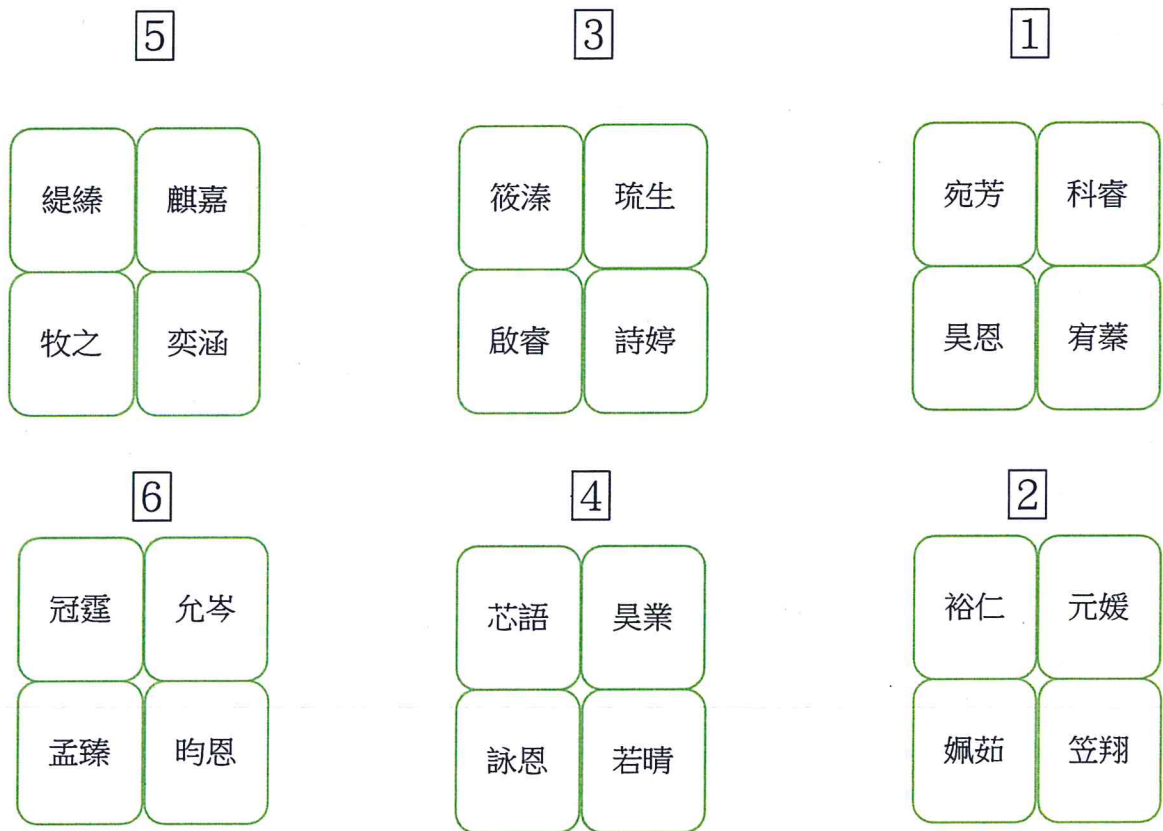 5 3 1
緹縥 麒嘉 筱溱 琉生 宛芳 科睿
牧之 奕涵 啟睿 詩婷 昊恩 宥蓁
6 4 2
冠霆 允岑 芯語 昊業 裕仁 元媛
孟臻 昀恩 詠恩 若晴 姵茹 笠翔